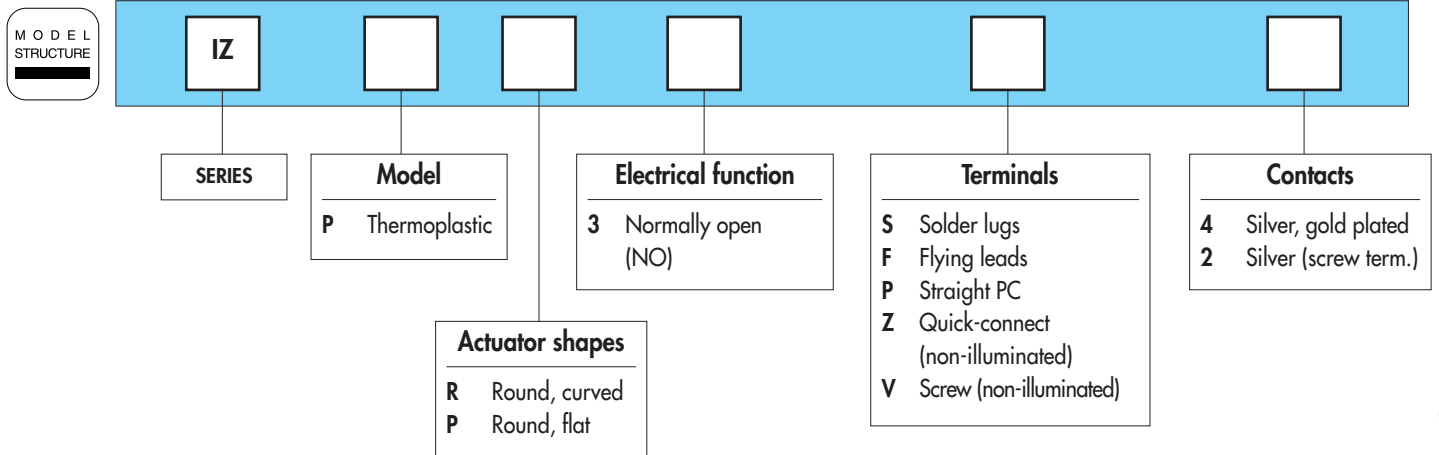 MODEL
STRUCTURE
IZ
SERIES
Model
P Thermoplastic
Electrical function
3 Normally open
(NO)
Terminals
S Solder lugs
F Flying leads
P Straight PC
Z Quick-connect
(non-illuminated)
V Screw (non-illuminated)
Contacts
4 Silver, gold plated
2 Silver (screw term.)
Actuator shapes
R Round, curved
P Round, flat